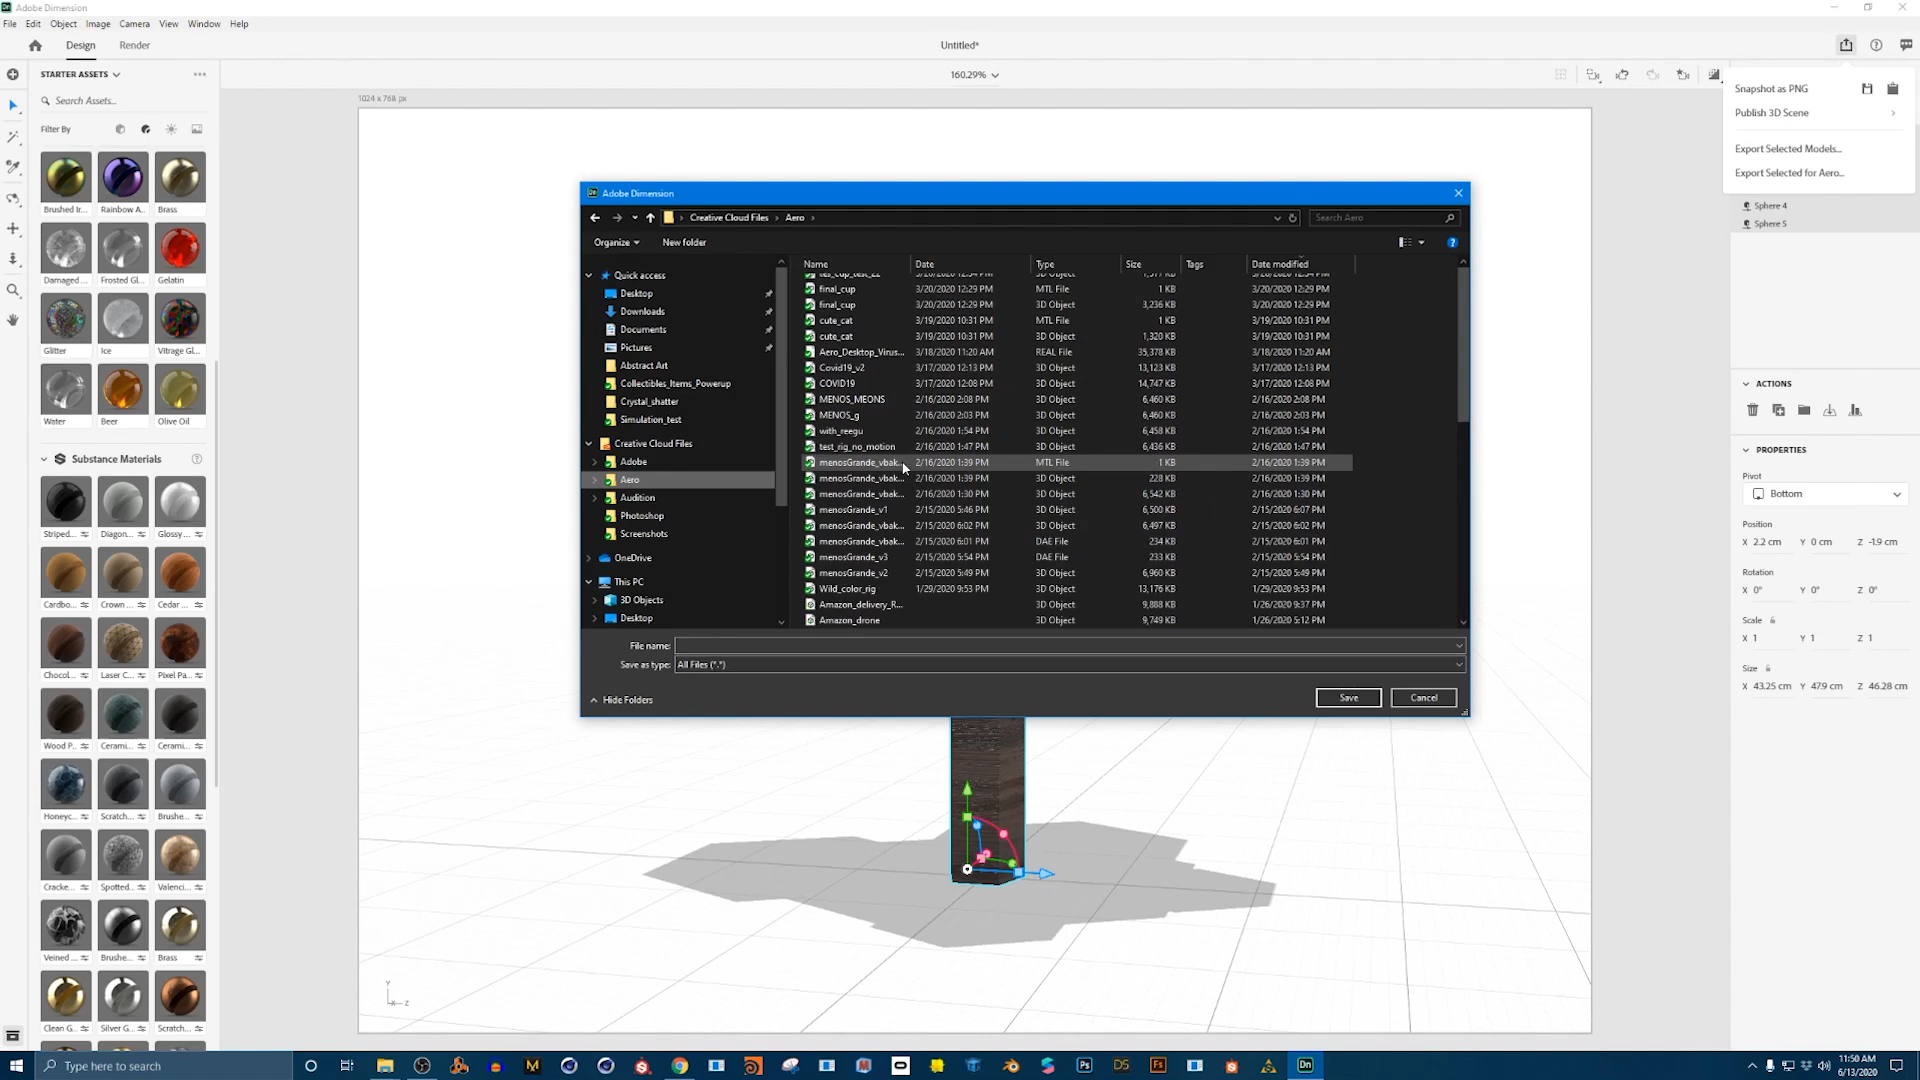 Adobe Dimension
File Edit Object Image Camera View Window Help
Design Render
Untitled*
STARTER ASSETS
160.29%
Search Assets...
1024 x 768 px
Filter By
Snapshot as PNG
Publish 3D Scene
Export Selected Models...
Export Selected for Aero...
Sphere 4
Sphere 5
Brushed Ir... Rainbow A... Brass
Damaged... Frosted Gl... Gelatin
Glitter Ice Vitrage Gl...
Water Beer Olive Oil
Substance Materials
Striped... Diagon... Glossy...
Cardbo... Crown... Cedar...
Chocol... Laser C... Pixel Pa...
Wood P... Cerami... Cerami...
Honeyc... Scratch... Brushe...
Cracke... Spotted... Valenci...
Veined... Brushe... Brass
Clean G... Silver G... Scratch...
Adobe Dimension
Creative Cloud Files Aero
Search Aero
Organize New folder
Quick access
Desktop
Downloads
Documents
Pictures
Abstract Art
Collectibles_Items_Powerup
Crystal_shatter
Simulation_test
Creative Cloud Files
Adobe
Aero
Audition
Photoshop
Screenshots
OneDrive
This PC
3D Objects
Desktop
Name Date Type Size Tags Date modified
final_cup 3/20/2020 12:29 PM MTL File 1 KB 3/20/2020 12:29 PM
final_cup 3/20/2020 12:29 PM 3D Object 3,236 KB 3/20/2020 12:29 PM
cute_cat 3/19/2020 10:31 PM MTL File 1 KB 3/19/2020 10:31 PM
cute_cat 3/19/2020 10:31 PM 3D Object 1,320 KB 3/19/2020 10:31 PM
Aero_Desktop_Virus... 3/18/2020 11:20 AM REAL File 35,378 KB 3/18/2020 11:20 AM
Covid19_v2 3/17/2020 12:13 PM 3D Object 13,123 KB 3/17/2020 12:13 PM
COVID19 3/17/2020 12:08 PM 3D Object 14,747 KB 3/17/2020 12:08 PM
MENOS_MEONS 2/16/2020 2:08 PM 3D Object 6,460 KB 2/16/2020 2:08 PM
MENOS_g 2/16/2020 2:03 PM 3D Object 6,460 KB 2/16/2020 2:03 PM
with_reegu 2/16/2020 1:54 PM 3D Object 6,458 KB 2/16/2020 1:54 PM
test_rig_no_motion 2/16/2020 1:47 PM 3D Object 6,436 KB 2/16/2020 1:47 PM
menosGrande_vbak... 2/16/2020 1:39 PM MTL File 1 KB 2/16/2020 1:39 PM
menosGrande_vbak... 2/16/2020 1:39 PM 3D Object 228 KB 2/16/2020 1:39 PM
menosGrande_vbak... 2/16/2020 1:30 PM 3D Object 6,542 KB 2/16/2020 1:30 PM
menosGrande_v1 2/15/2020 5:46 PM 3D Object 6,500 KB 2/15/2020 6:07 PM
menosGrande_vbak... 2/15/2020 6:02 PM 3D Object 6,497 KB 2/15/2020 6:02 PM
menosGrande_vbak... 2/15/2020 6:01 PM DAE File 234 KB 2/15/2020 6:01 PM
menosGrande_v3 2/15/2020 5:54 PM DAE File 233 KB 2/15/2020 5:54 PM
menosGrande_v2 2/15/2020 5:49 PM 3D Object 6,960 KB 2/15/2020 5:49 PM
Wild_color_rig 1/29/2020 9:53 PM 3D Object 13,176 KB 1/29/2020 9:53 PM
Amazon_delivery_R... 3D Object 9,888 KB 1/26/2020 9:37 PM
Amazon_drone 3D Object 9,749 KB 1/26/2020 5:12 PM
File name:
Save as type: All Files (*.*)
Hide Folders
Save Cancel
ACTIONS
PROPERTIES
Pivot
Bottom
Position
X 2.2 cm Y 0 cm Z -1.9 cm
Rotation
X 0° Y 0° Z 0°
Scale
X 1 Y 1 Z 1
Size
X 43.25 cm Y 47.9 cm Z 46.28 cm
Y
X Z
Type here to search
11:50 AM
6/13/2020